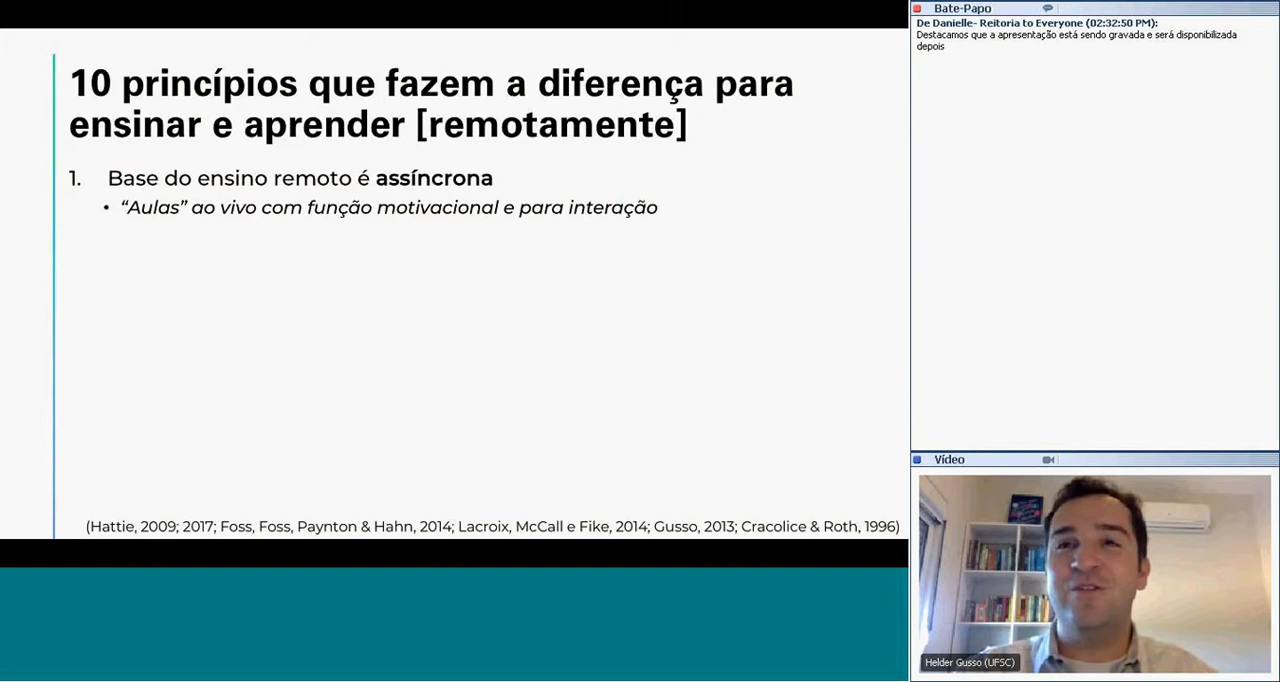 10 princípios que fazem a diferença para
ensinar e aprender [remotamente]
1. Base do ensino remoto é assíncrona
• “Aulas” ao vivo com função motivacional e para interação
(Hattie, 2009; 2017; Foss, Foss, Paynton & Hahn, 2014; Lacroix, McCall e Fike, 2014; Gusso, 2013; Cracolice & Roth, 1996)
Bate-Papo
De Danielle- Reitoria to Everyone (02:32:50 PM):
Destacamos que a apresentação está sendo gravada e será disponibilizada
depois
Vídeo
Helder Gusso (UFSC)